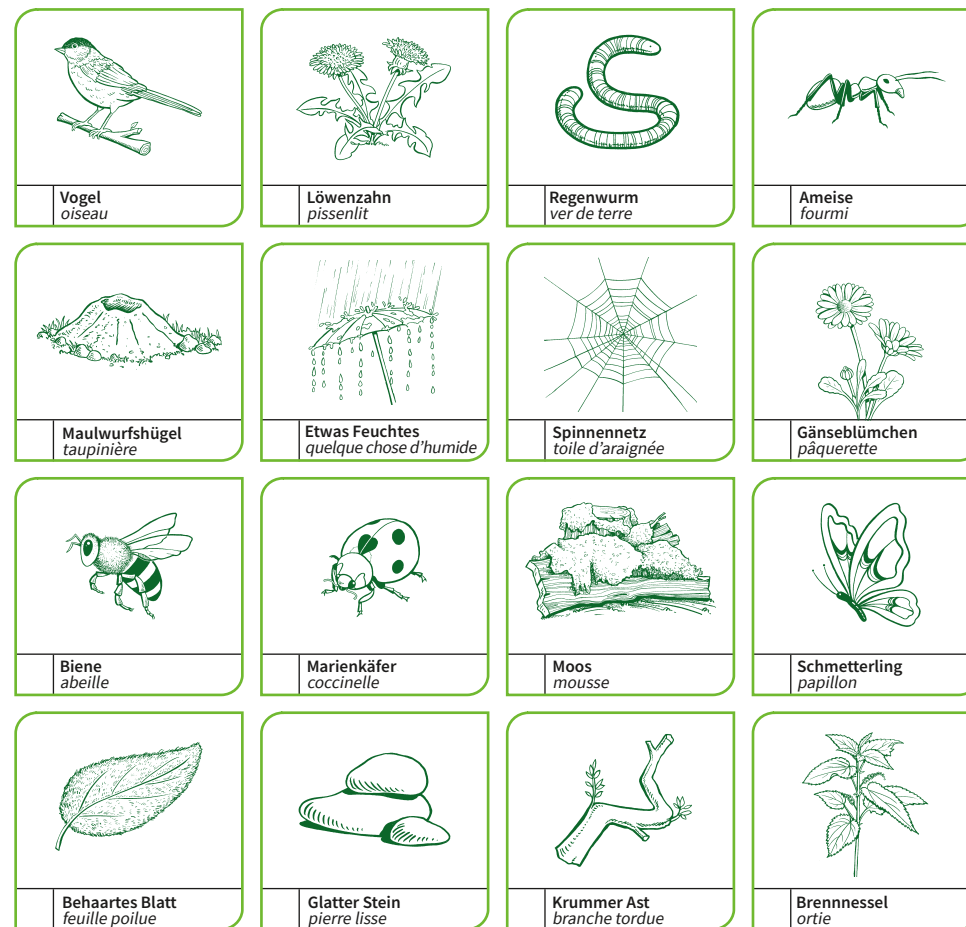 Vogel
oiseau
Löwenzahn
pissenlit
Regenwurm
ver de terre
Ameise
fourmi
Maulwurfshügel
taupinière
Etwas Feuchtes
quelque chose d’humide
Spinnennetz
toile d’araignée
Gänseblümchen
pâquerette
Biene
abeille
Marienkäfer
coccinelle
Moos
mousse
Schmetterling
papillon
Behaartes Blatt
feuille poilue
Glatter Stein
pierre lisse
Krummer Ast
branche tordue
Brennnessel
ortie